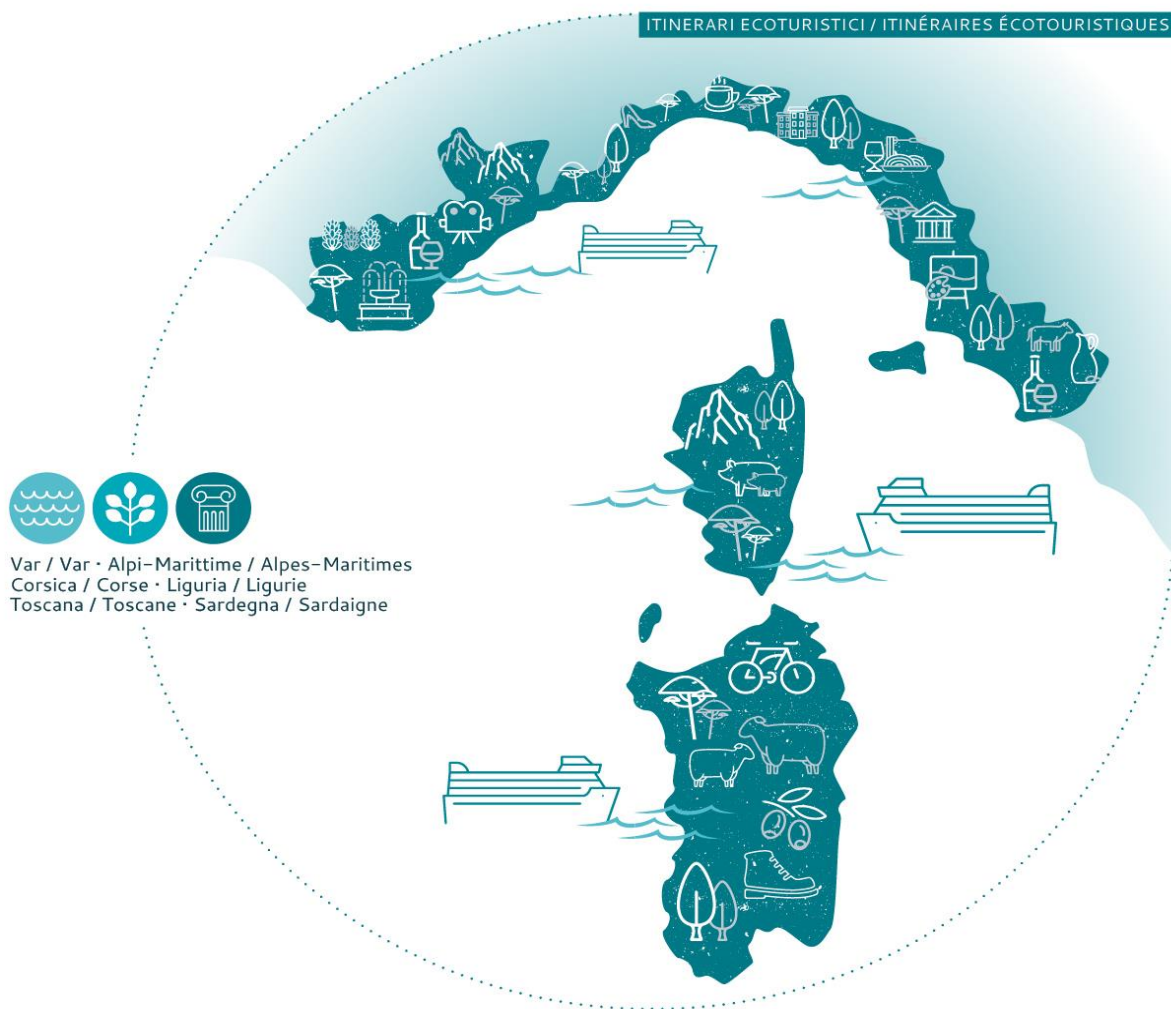 ITINERARI ECOTURISTICI / ITINÉRAIRES ÉCOTOURISTIQUES
Var / Var · Alpi-Marittime / Alpes-Maritimes
Corsica / Corse · Liguria / Ligurie
Toscana / Toscane · Sardegna / Sardaigne